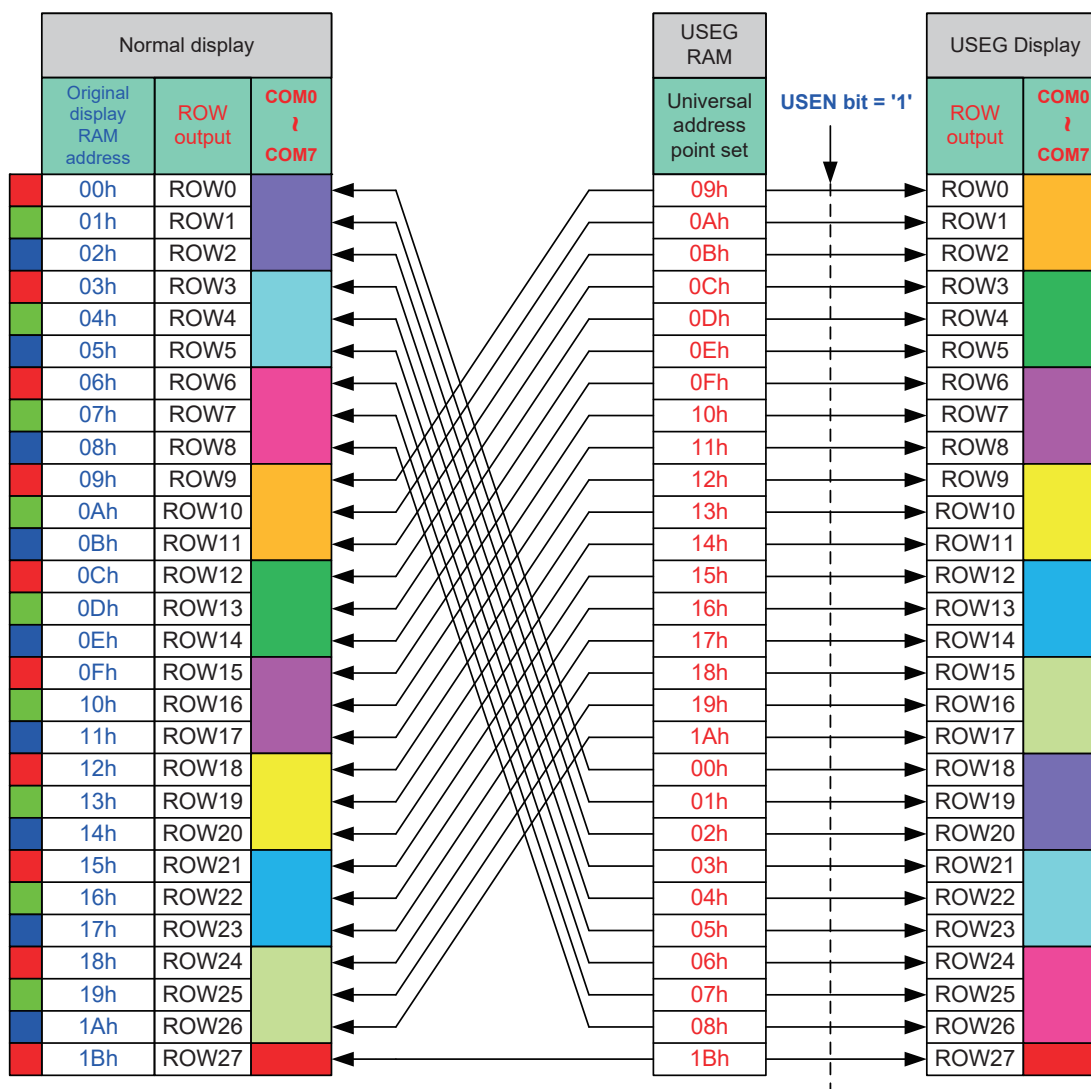 Normal display
USEG
RAM
USEG Display
Original
display
RAM
address
ROW
output
COM0
~
COM7
Universal
address
point set
USEN bit = '1'
ROW
output
COM0
~
COM7
00h ROW0 09h ROW0
01h ROW1 0Ah ROW1
02h ROW2 0Bh ROW2
03h ROW3 0Ch ROW3
04h ROW4 0Dh ROW4
05h ROW5 0Eh ROW5
06h ROW6 0Fh ROW6
07h ROW7 10h ROW7
08h ROW8 11h ROW8
09h ROW9 12h ROW9
0Ah ROW10 13h ROW10
0Bh ROW11 14h ROW11
0Ch ROW12 15h ROW12
0Dh ROW13 16h ROW13
0Eh ROW14 17h ROW14
0Fh ROW15 18h ROW15
10h ROW16 19h ROW16
11h ROW17 1Ah ROW17
12h ROW18 00h ROW18
13h ROW19 01h ROW19
14h ROW20 02h ROW20
15h ROW21 03h ROW21
16h ROW22 04h ROW22
17h ROW23 05h ROW23
18h ROW24 06h ROW24
19h ROW25 07h ROW25
1Ah ROW26 08h ROW26
1Bh ROW27 1Bh ROW27